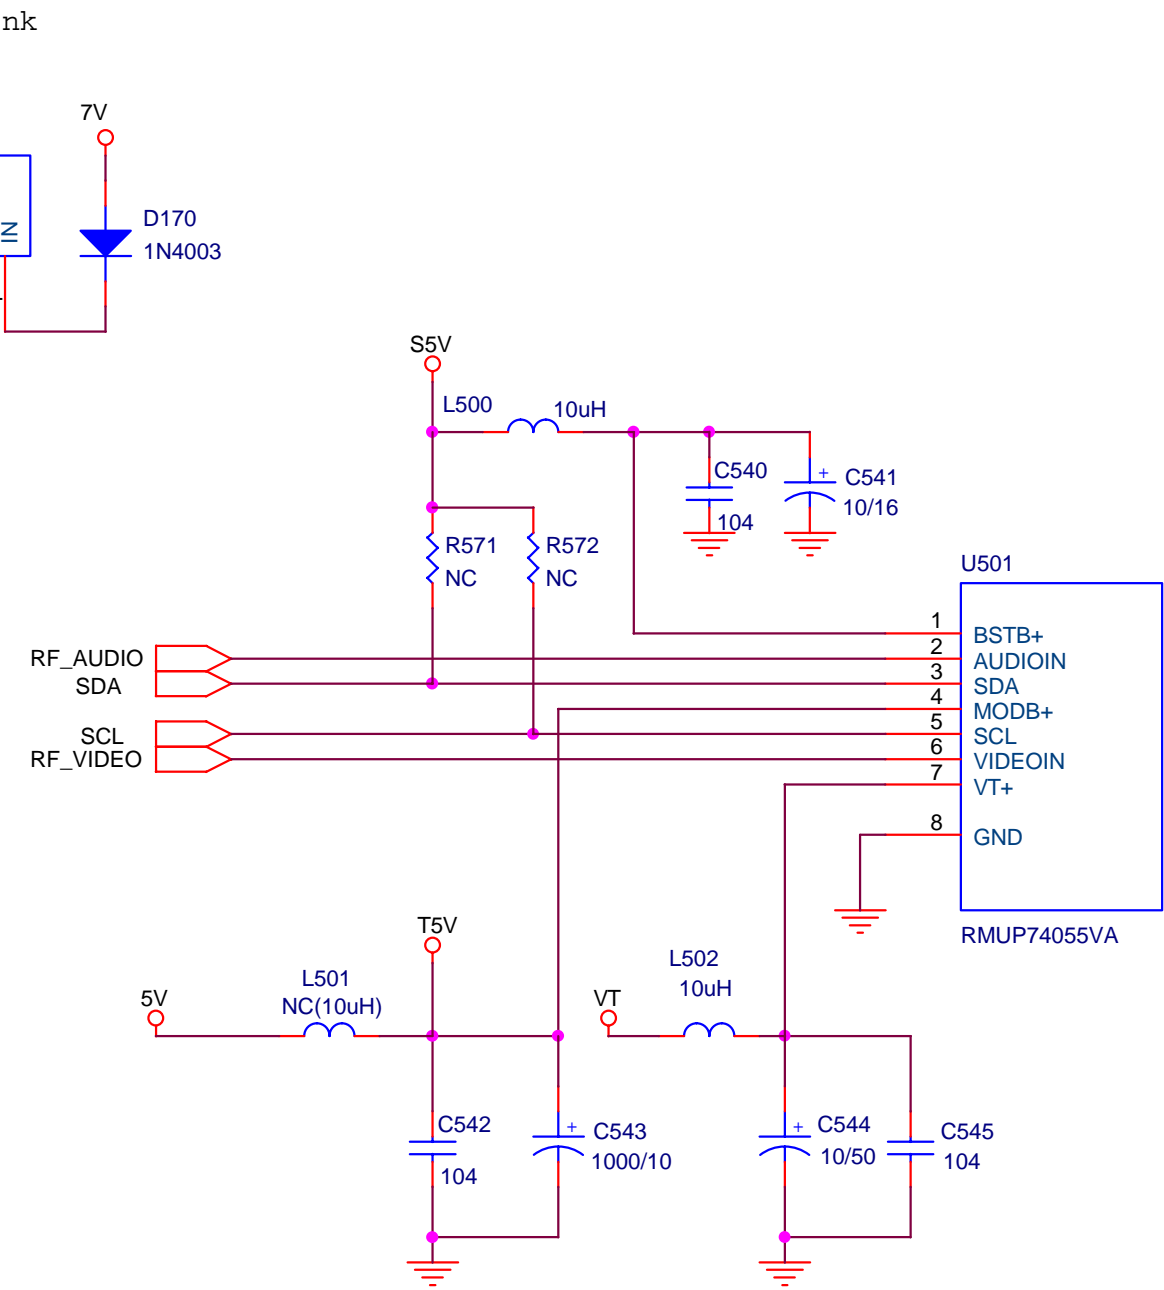 nk
7V
D170
1N4003
IN
S5V
L500
10uH
C540
104
+
C541
10/16
R571
NC
R572
NC
U501
1
BSTB+
RF_AUDIO
2
AUDIOIN
SDA
3
SDA
4
MODB+
SCL
5
SCL
RF_VIDEO
6
VIDEOIN
7
VT+
8
GND
RMUP74055VA
T5V
L501
NC(10uH)
5V
L502
10uH
VT
C542
104
+
C543
1000/10
+
C544
10/50
C545
104